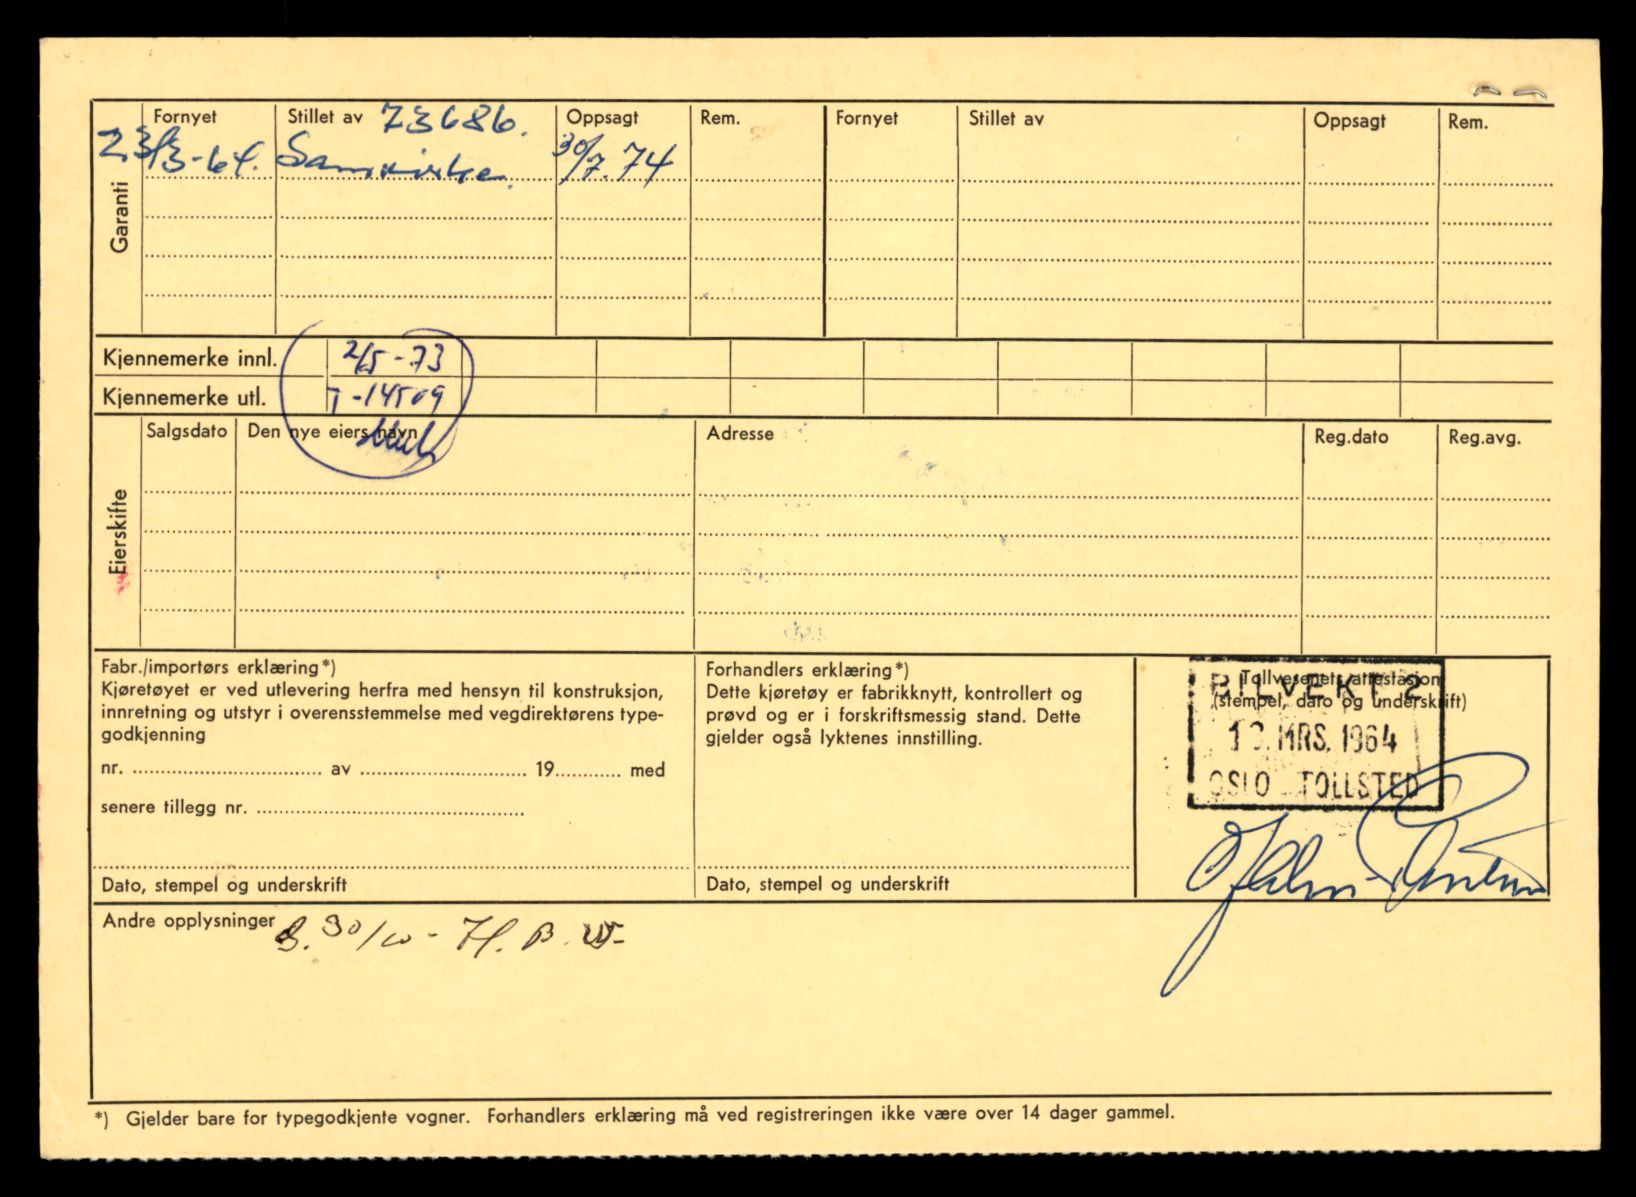 Garanti
Fornyet Stillet av 73686. Oppsagt Rem. Fornyet Stillet av Oppsagt Rem.
23/3-64. Samvirke. 30/7.74
Kjennemerke innl. 2/5-73
Kjennemerke utl. T-14509
Eierskifte
Salgsdato Den nye eiers navn Adresse Reg.dato Reg.avg.
Fabr./importørs erklæring*)
Kjøretøyet er ved utlevering herfra med hensyn til konstruksjon,
innretning og utstyr i overensstemmelse med vegdirektørens type-
godkjenning
nr. av 19 med
senere tillegg nr.
Dato, stempel og underskrift
Forhandlers erklæring*)
Dette kjøretøy er fabrikknytt, kontrollert og
prøvd og er i forskriftsmessig stand. Dette
gjelder også lyktenes innstilling.
Dato, stempel og underskrift
Tollvesenets attestasjon
(stempel, dato og underskrift)
BILVEKT 2
MRS. 1964
OSLO TOLLSTED
Andre opplysninger
*) Gjelder bare for typegodkjente vogner. Forhandlers erklæring må ved registreringen ikke være over 14 dager gammel.